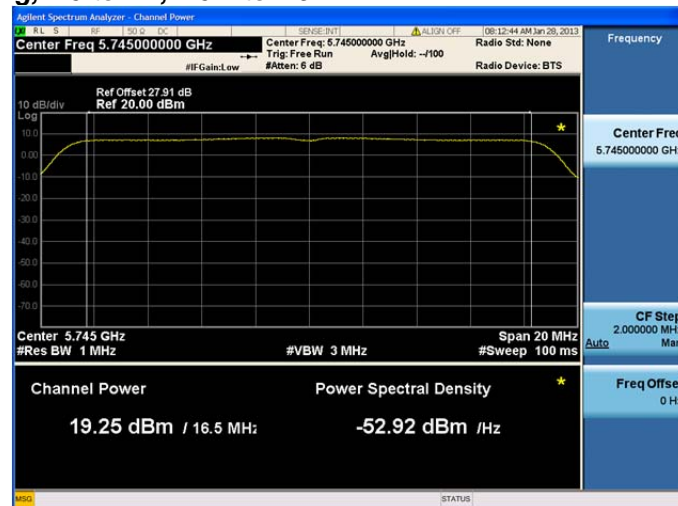 Agilent Spectrum Analyzer - Channel Power
RL S RF 50 Ω DC SENSE:INT ALIGN OFF 08:12:44 AM Jan 28, 2013
Center Freq 5.745000000 GHz Center Freq: 5.745000000 GHz Radio Std: None
Trig: Free Run Avg|Hold: --/100
#IFGain:Low #Atten: 6 dB Radio Device: BTS
Frequency
Ref Offset 27.91 dB
10 dB/div Ref 20.00 dBm
Log
10.0
0.00
-10.0
-20.0
-30.0
-40.0
-50.0
-60.0
-70.0
Center Freq
5.745000000 GHz
Center 5.745 GHz Span 20 MHz
#Res BW 1 MHz #VBW 3 MHz #Sweep 100 ms
CF Step
2.000000 MHz
Auto Man
Channel Power Power Spectral Density
19.25 dBm / 16.5 MHz -52.92 dBm /Hz
Freq Offse
0 H
MSG STATUS